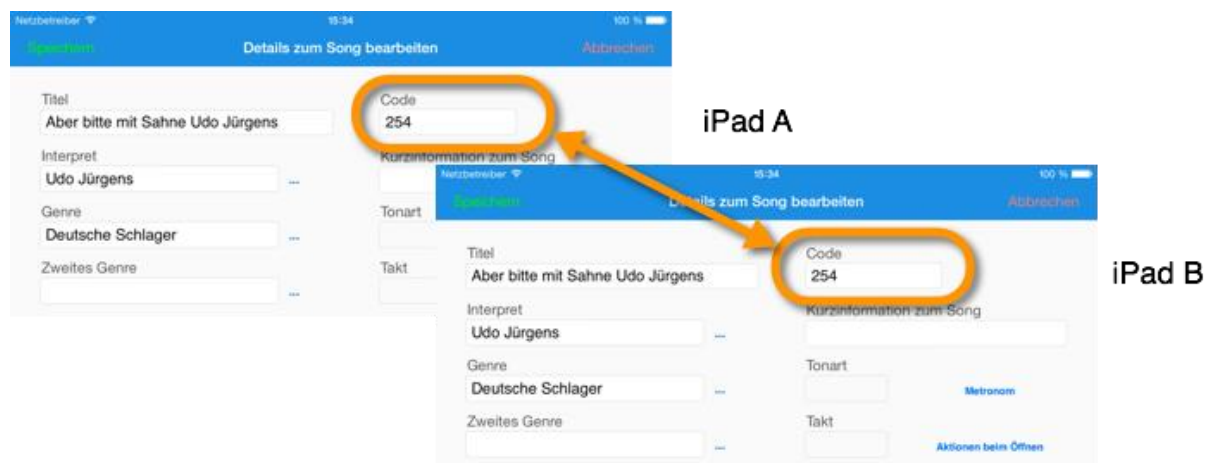 Netzbetreiber 15:34 100 %
Speichern Details zum Song bearbeiten Abbrechen
Titel Code
Aber bitte mit Sahne Udo Jürgens 254
iPad A
Interpret Kurzinformation zum Song
Udo Jürgens ...
Genre Tonart
Deutsche Schlager ...
Zweites Genre Takt
...
Netzbetreiber 15:34 100 %
Speichern Details zum Song bearbeiten Abbrechen
Titel Code
Aber bitte mit Sahne Udo Jürgens 254
iPad B
Interpret Kurzinformation zum Song
Udo Jürgens ...
Genre Tonart
Deutsche Schlager ... Metronom
Zweites Genre Takt
... Aktionen beim Öffnen